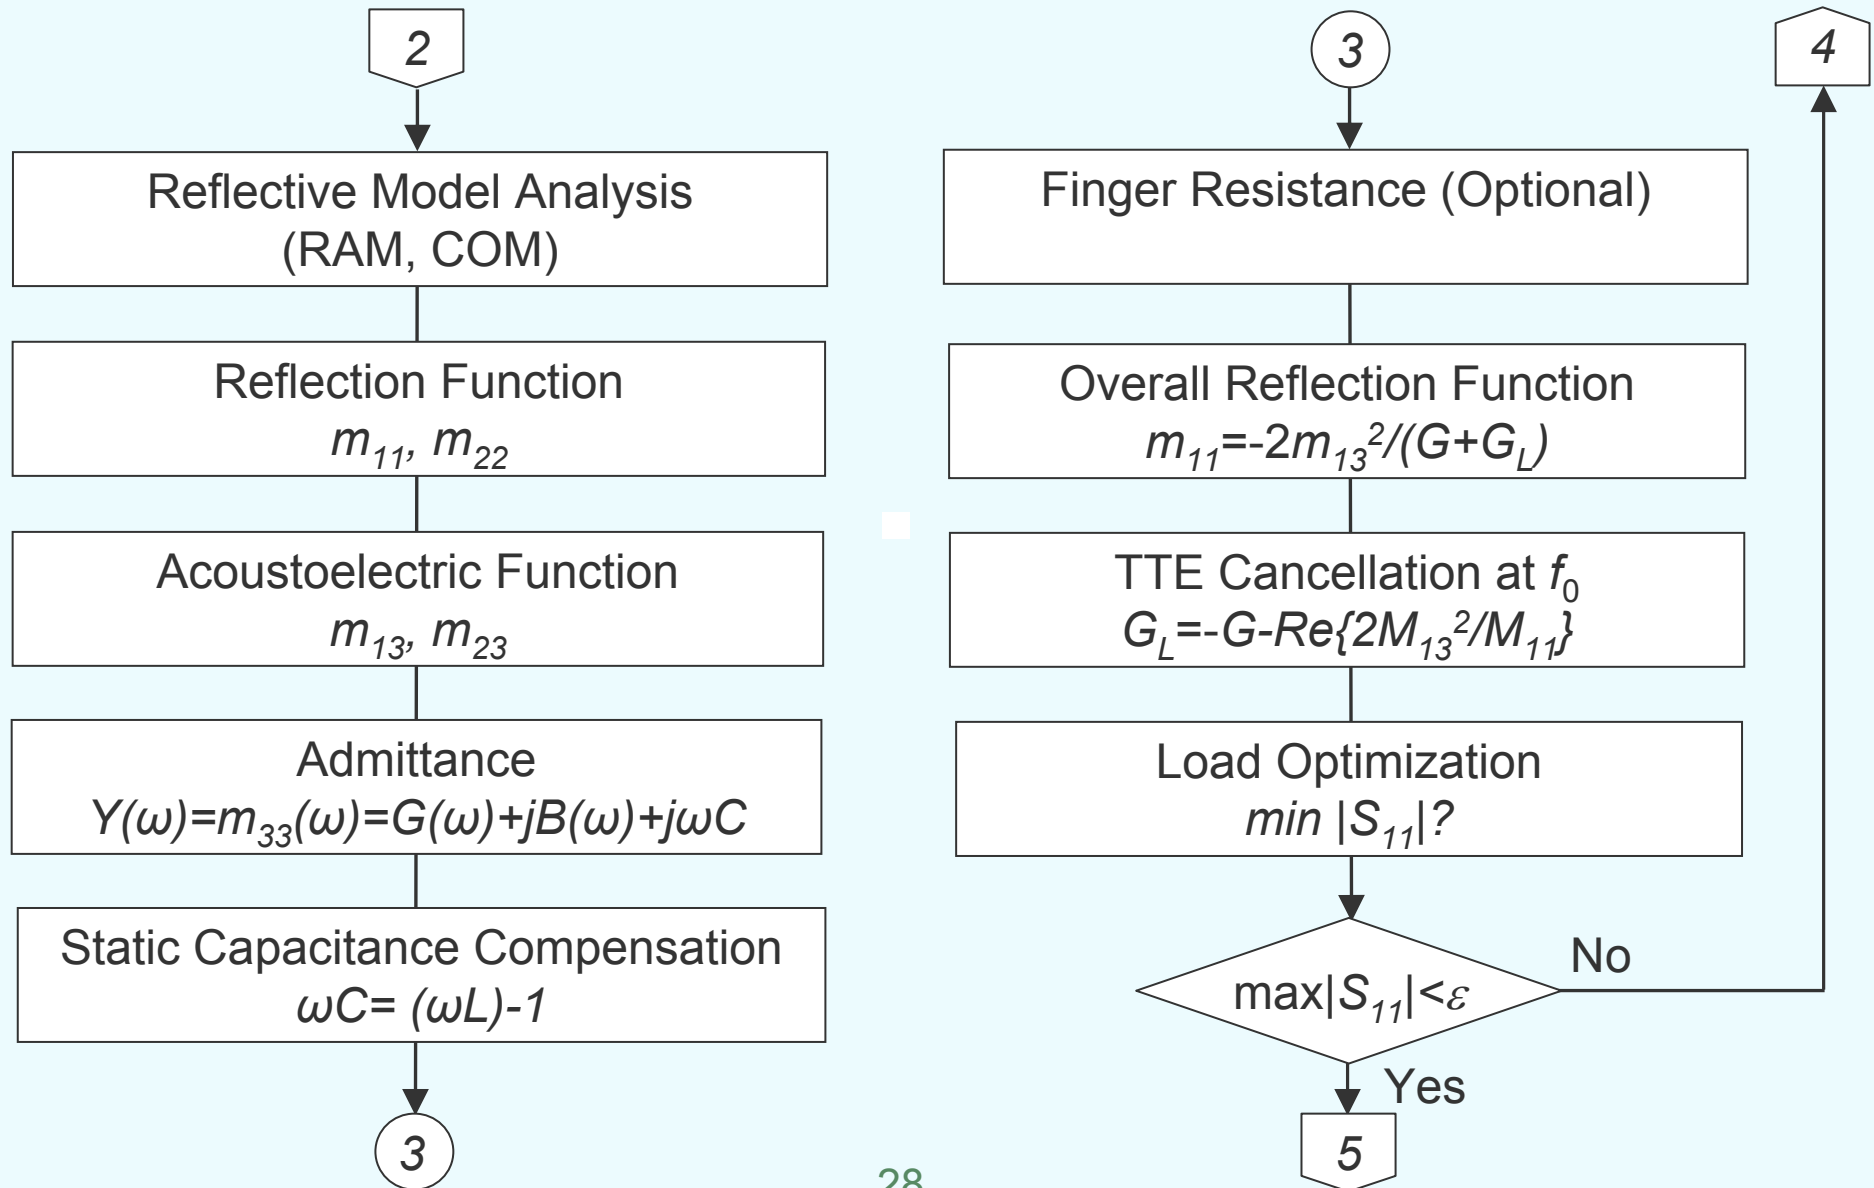 2
Reflective Model Analysis
(RAM, COM)
Reflection Function
m₁₁, m₂₂
Acoustoelectric Function
m₁₃, m₂₃
Admittance
Y(ω)=m₃₃(ω)=G(ω)+jB(ω)+jωC
Static Capacitance Compensation
ωC= (ωL)-1
3
3
Finger Resistance (Optional)
Overall Reflection Function
m₁₁=-2m₁₃²/(G+G_L)
TTE Cancellation at f₀
G_L=-G-Re{2M₁₃²/M₁₁}
Load Optimization
min |S₁₁|?
max|S₁₁|<ε
No
Yes
5
4
28